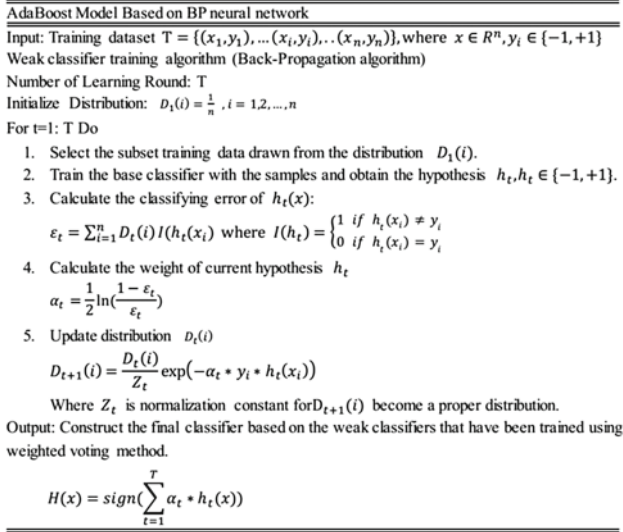 AdaBoost Model Based on BP neural network
Input: Training dataset T = {(x₁,y₁),...(xᵢ,yᵢ),..(xₙ,yₙ)},where x ∈ Rⁿ,yᵢ ∈ {−1,+1}
Weak classifier training algorithm (Back-Propagation algorithm)
Number of Learning Round: T
Initialize Distribution: D₁(i) = 1/n , i = 1,2,...,n
For t=1: T Do
1. Select the subset training data drawn from the distribution D₁(i).
2. Train the base classifier with the samples and obtain the hypothesis hₜ,hₜ ∈ {−1,+1}.
3. Calculate the classifying error of hₜ(x):
εₜ = Σⁿᵢ₌₁ Dₜ(i)I(hₜ(xᵢ) where I(hₜ) = {1 if hₜ(xᵢ) ≠ yᵢ
0 if hₜ(xᵢ) = yᵢ
4. Calculate the weight of current hypothesis hₜ
αₜ = 1/2 ln(1 − εₜ/εₜ)
5. Update distribution Dₜ(i)
Dₜ₊₁(i) = Dₜ(i)/Zₜ exp(−αₜ * yᵢ * hₜ(xᵢ))
Where Zₜ is normalization constant forDₜ₊₁(i) become a proper distribution.
Output: Construct the final classifier based on the weak classifiers that have been trained using
weighted voting method.
H(x) = sign(∑ᵀₜ₌₁ αₜ * hₜ(x))